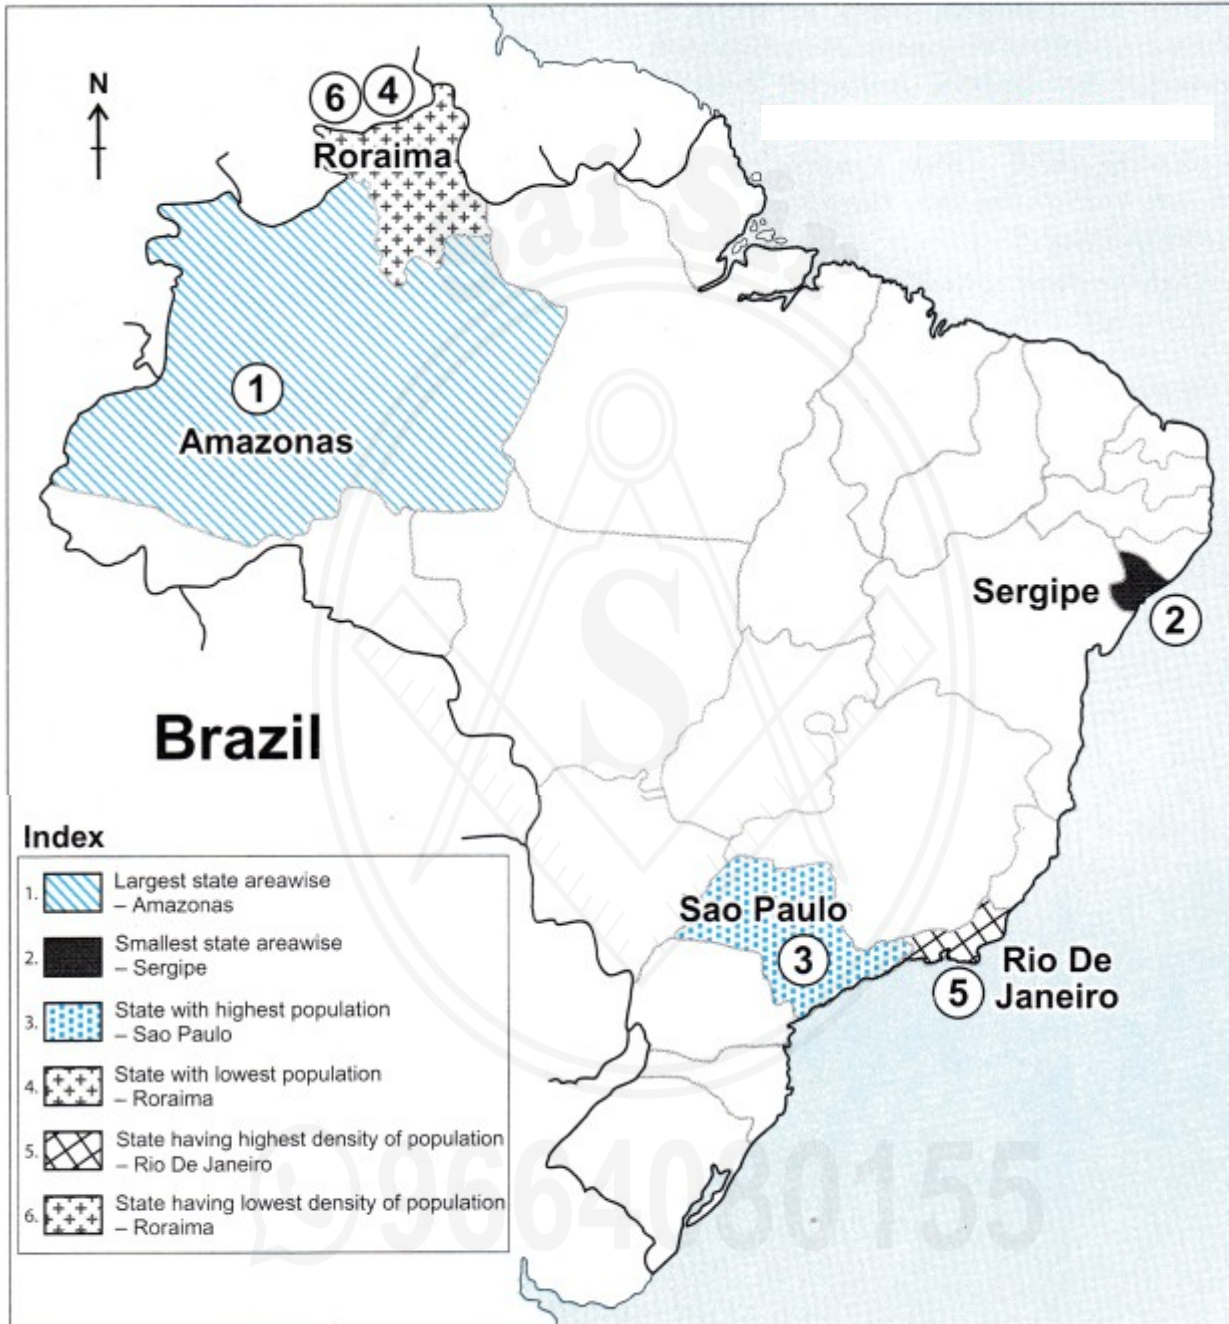 N
6 4
Roraima
1
Amazonas
Sergipe
2
Brazil
Sao Paulo
3
Rio De
Janeiro
5
Index
1. Largest state areawise
– Amazonas
2. Smallest state areawise
– Sergipe
3. State with highest population
– Sao Paulo
4. State with lowest population
– Roraima
5. State having highest density of population
– Rio De Janeiro
6. State having lowest density of population
– Roraima
S
9664080155